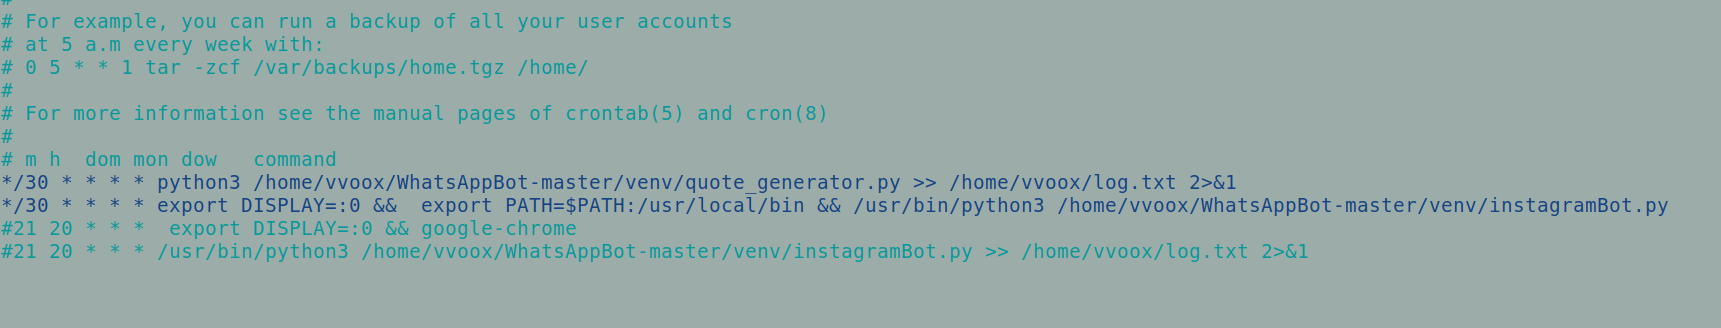 #
# For example, you can run a backup of all your user accounts
# at 5 a.m every week with:
# 0 5 * * 1 tar -zcf /var/backups/home.tgz /home/
#
# For more information see the manual pages of crontab(5) and cron(8)
#
# m h  dom mon dow   command
*/30 * * * * python3 /home/vvoox/WhatsAppBot-master/venv/quote_generator.py >> /home/vvoox/log.txt 2>&1
*/30 * * * * export DISPLAY=:0 &&  export PATH=$PATH:/usr/local/bin && /usr/bin/python3 /home/vvoox/WhatsAppBot-master/venv/instagramBot.py
#21 20 * * *  export DISPLAY=:0 && google-chrome
#21 20 * * * /usr/bin/python3 /home/vvoox/WhatsAppBot-master/venv/instagramBot.py >> /home/vvoox/log.txt 2>&1